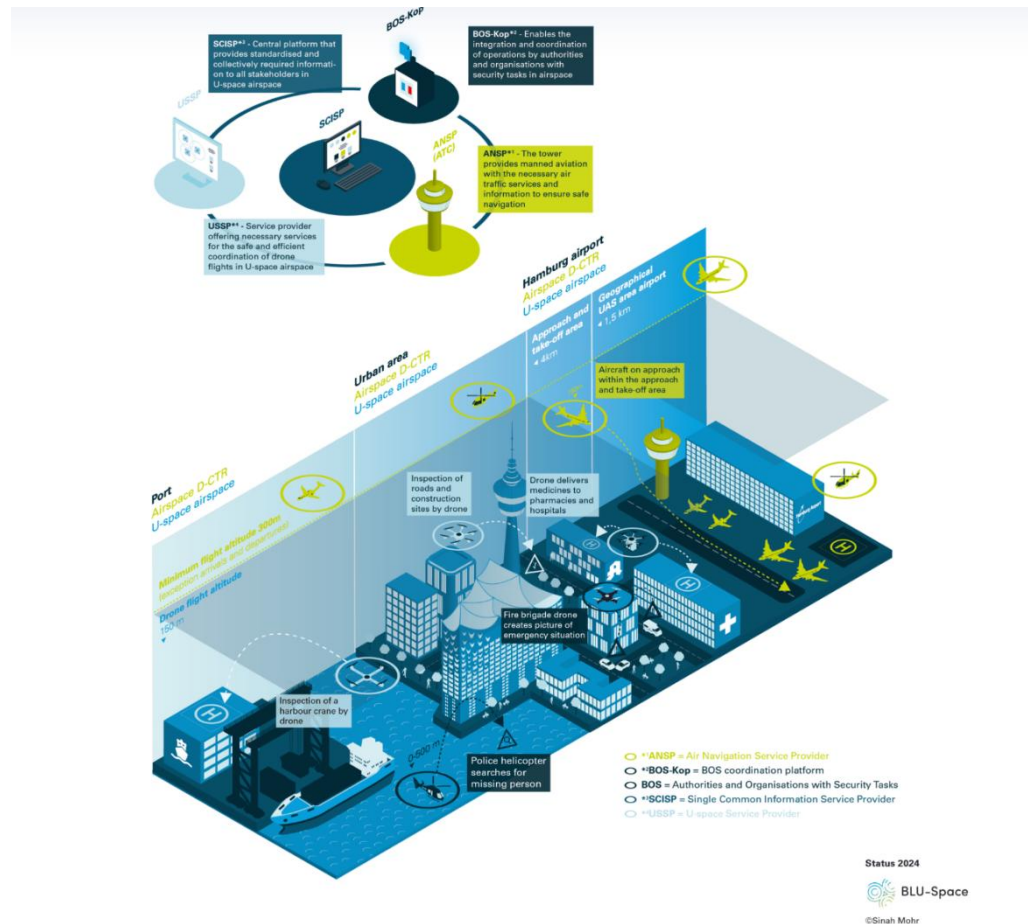 BOS-Kop
SCISP*³ - Central platform that
provides standardised and
collectively required informati-
on to all stakeholders in
U-space airspace
BOS-Kop*² - Enables the
integration and coordination
of operations by authorities
and organisations with
security tasks in airspace
USSP
SCISP
ANSP
(ATC)
ANSP*¹ - The tower
provides manned aviation
with the necessary air
traffic services and
information to ensure safe
navigation
USSP*⁴ - Service provider
offering necessary services
for the safe and efficient
coordination of drone
flights in U-space airspace
Hamburg airport
Airspace D-CTR
U-space airspace
Approach and
take-off area
◄ 4km
Geographical
UAS area airport
◄ 1,5 km
Urban area
Airspace D-CTR
U-space airspace
Aircraft on approach
within the approach
and take-off area
Port
Airspace D-CTR
U-space airspace
Minimum flight altitude 300m
(exception arrivals and departures)
Drone flight altitude
150 m
Inspection of
roads and
construction
sites by drone
Drone delivers
medicines to
pharmacies and
hospitals
H
H
H
H
Fire brigade drone
creates picture of
emergency situation
Inspection of a
harbour crane by
drone
0-500 m
Police helicopter
searches for
missing person
*¹ANSP = Air Navigation Service Provider
*²BOS-Kop = BOS coordination platform
BOS = Authorities and Organisations with Security Tasks
*³SCISP = Single Common Information Service Provider
*⁴USSP = U-space Service Provider
Status 2024
BLU-Space
©Sinah Mohr